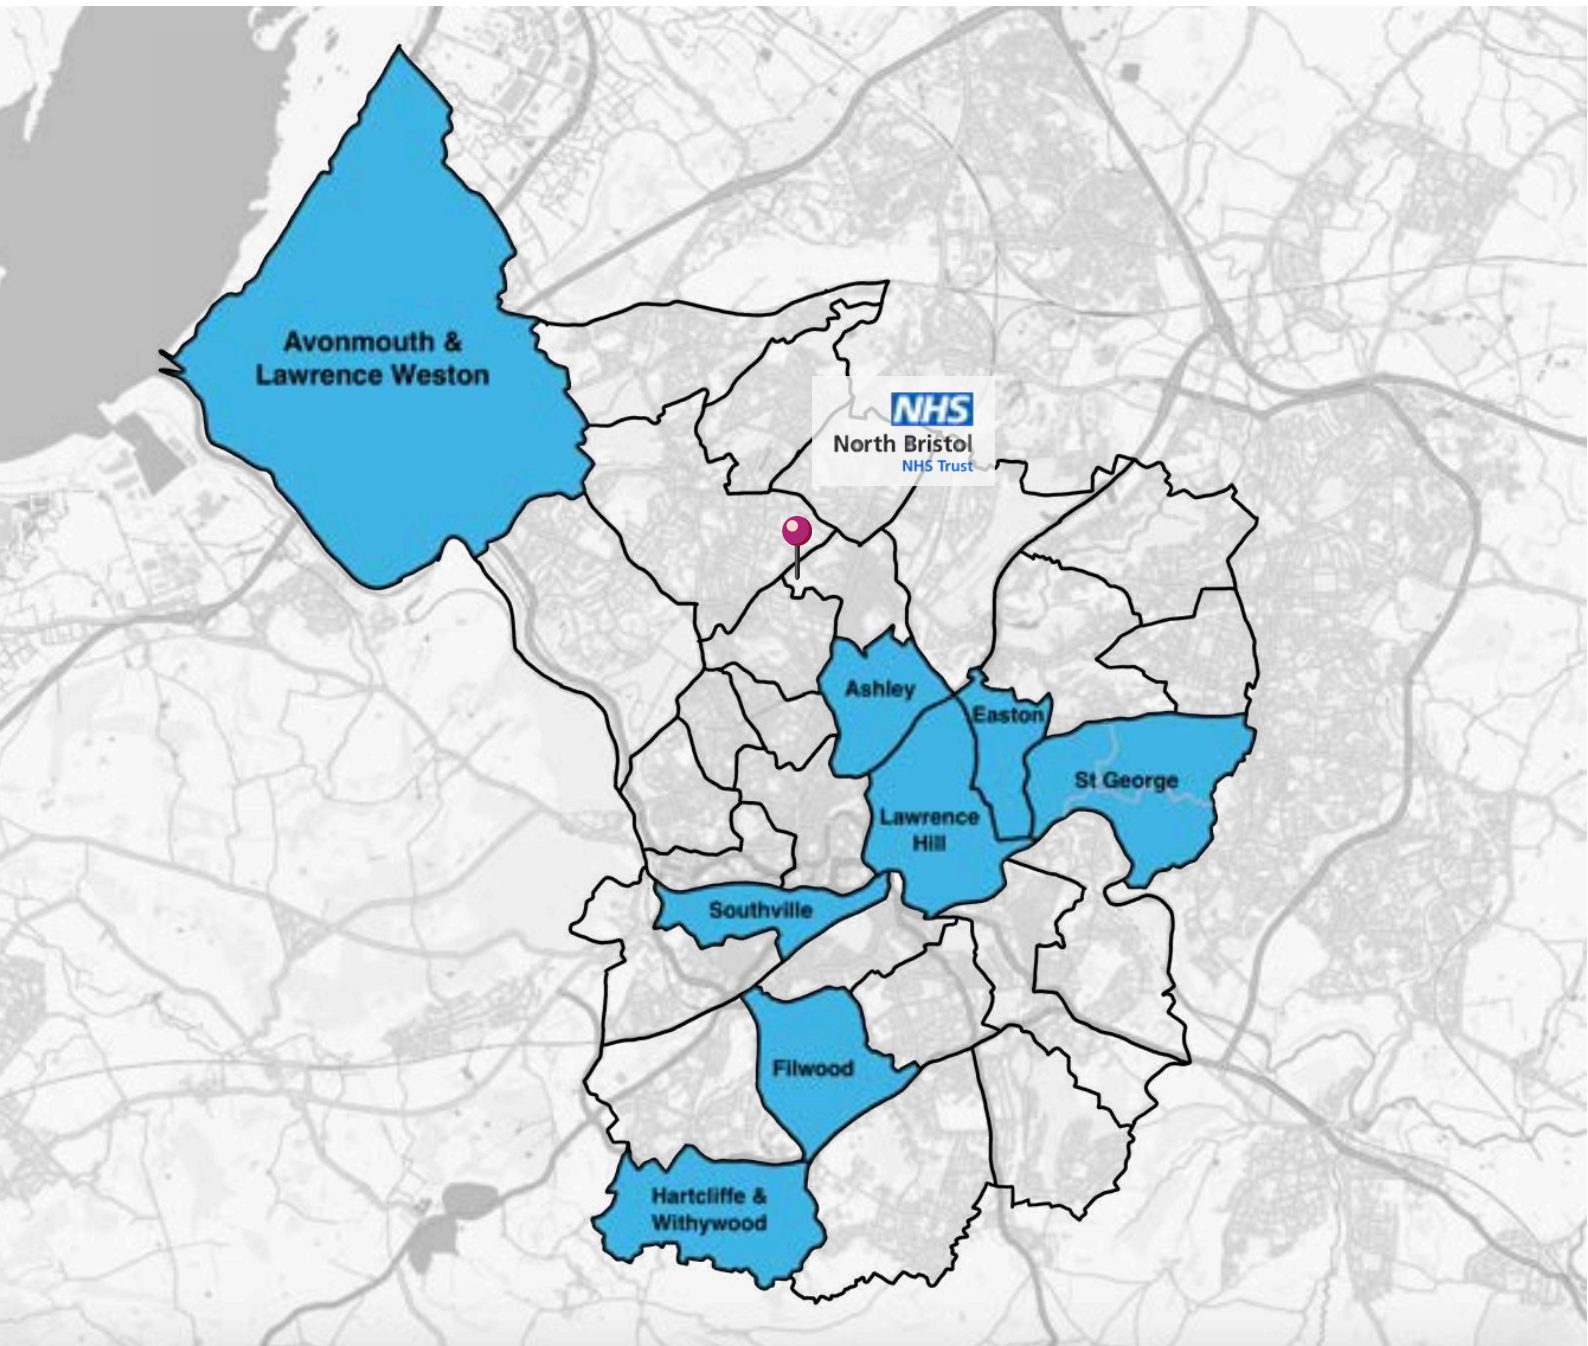 Avonmouth &
Lawrence Weston
NHS
North Bristol
NHS Trust
Ashley
Easton
St George
Lawrence
Hill
Southville
Filwood
Hartcliffe &
Withywood